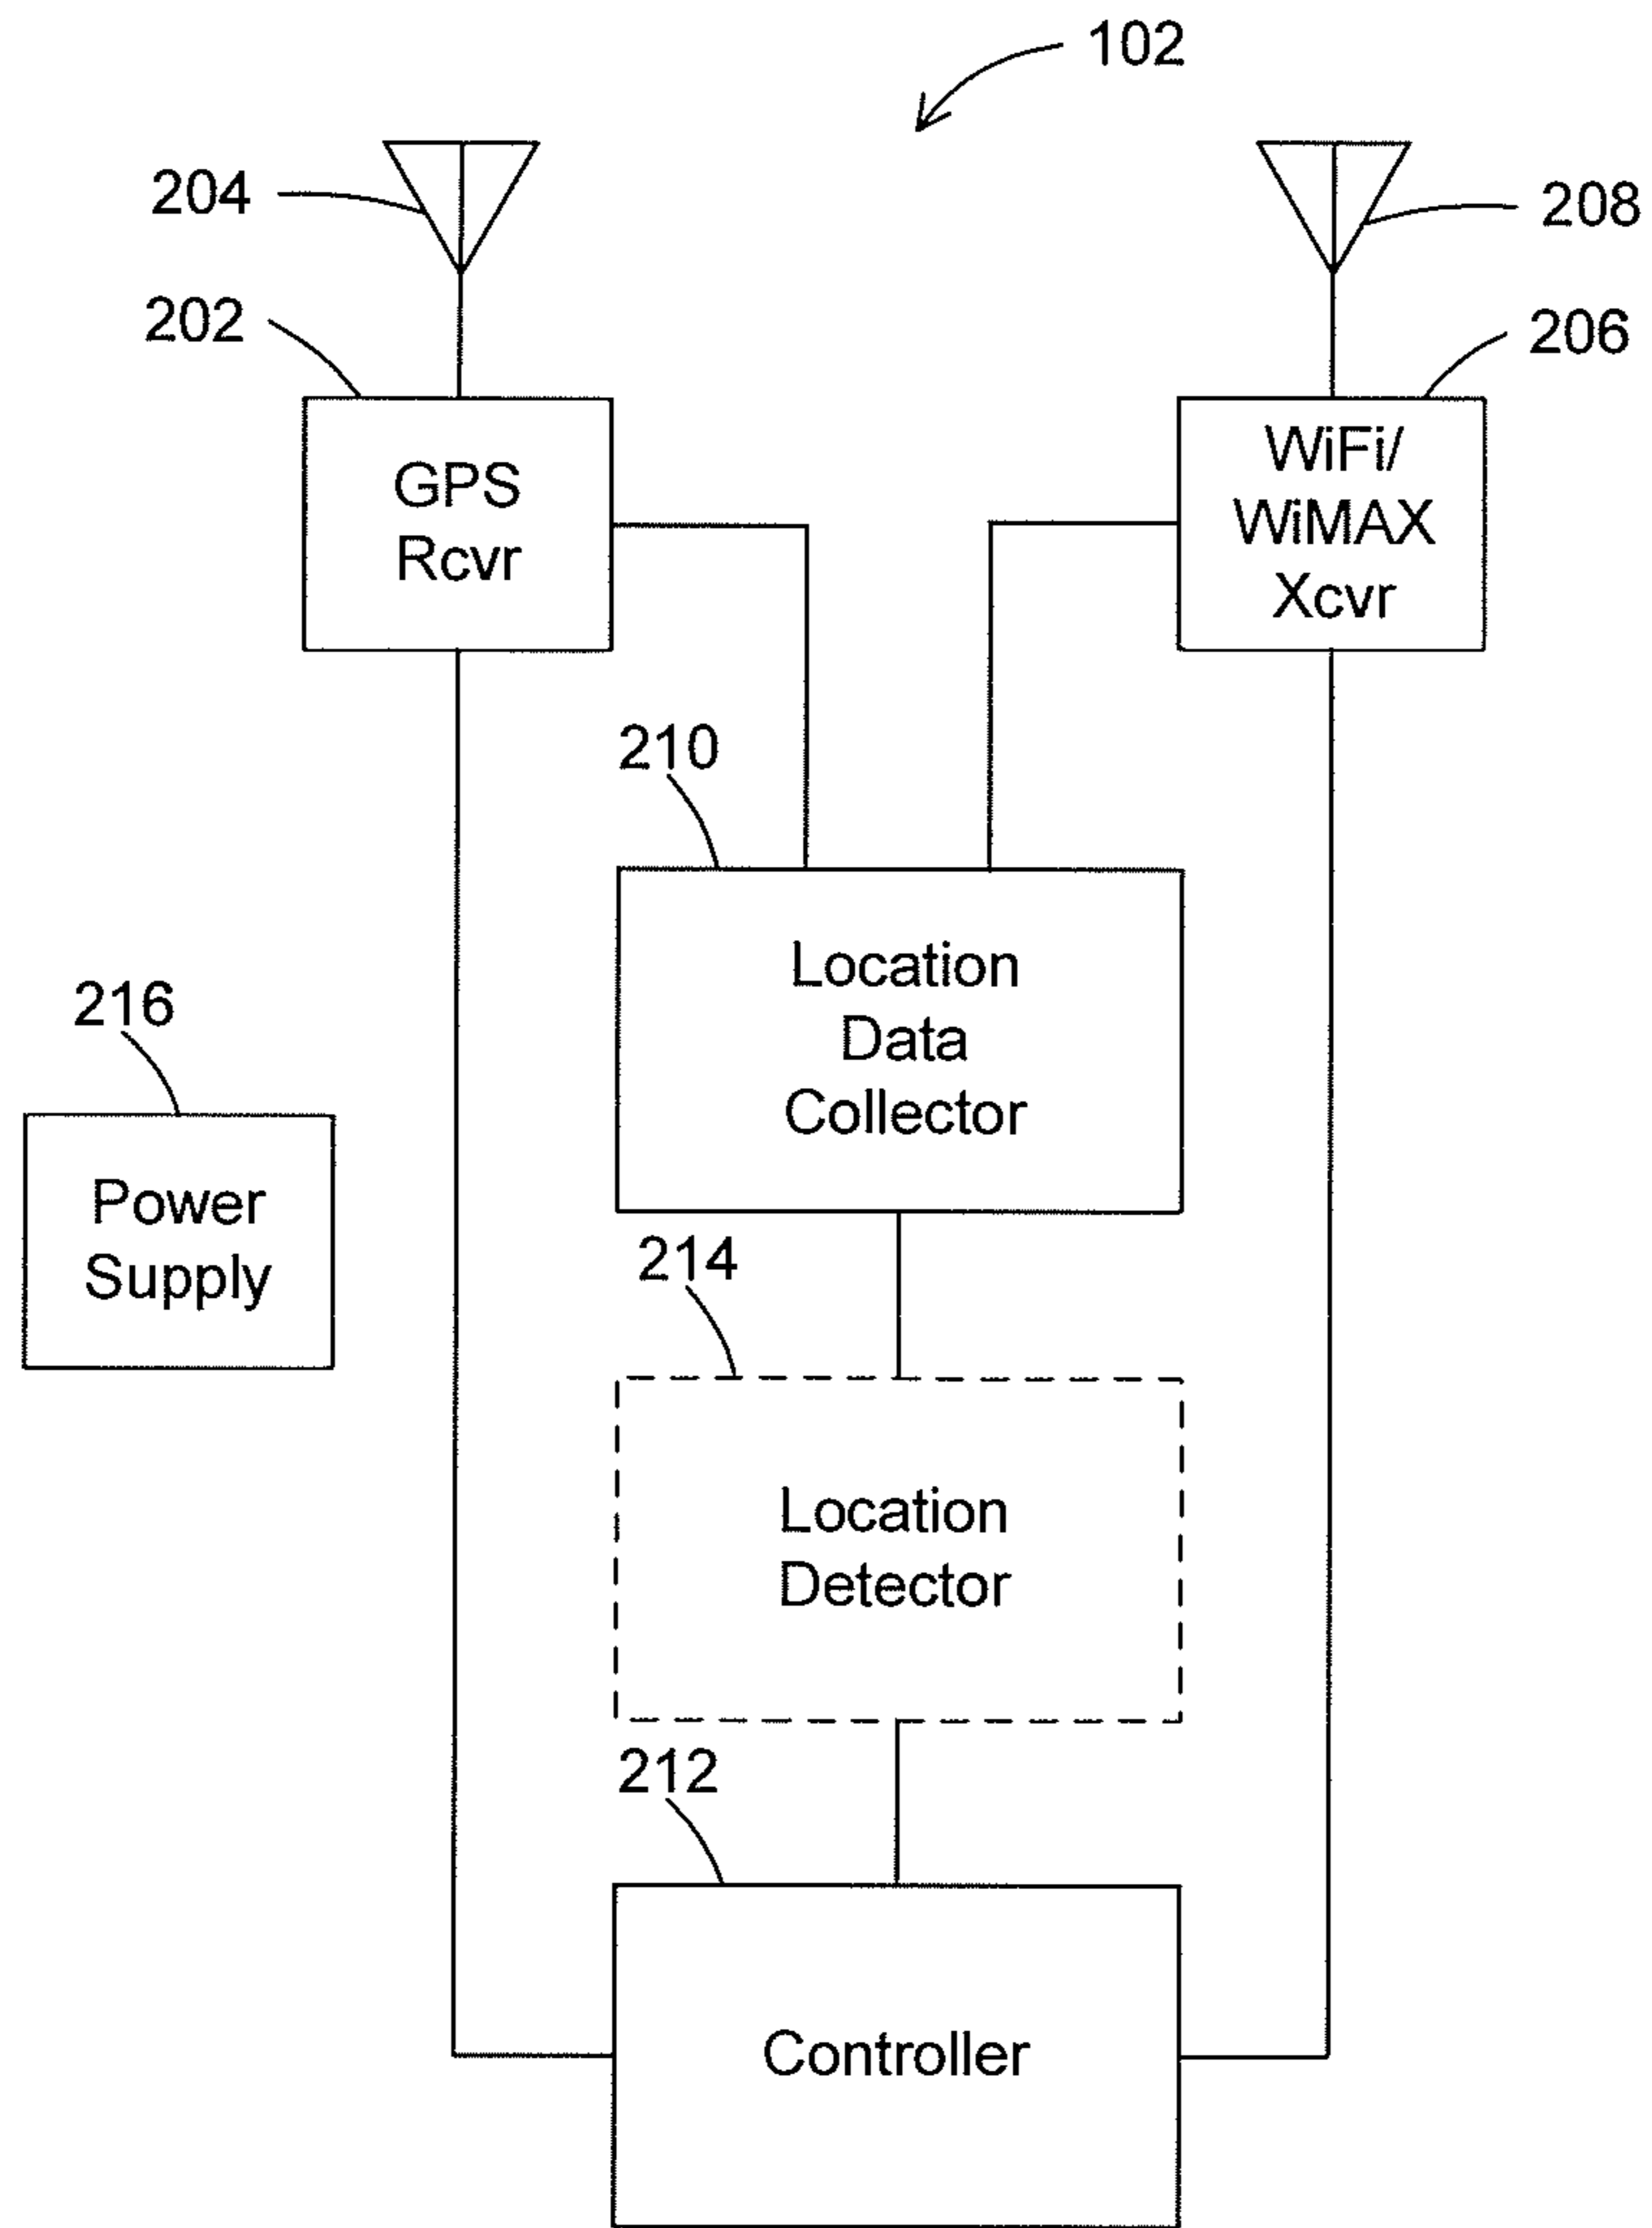 102
204
208
202
206
GPS
Rcvr
WiFi/
WiMAX
Xcvr
210
Location
Data
Collector
216
Power
Supply
214
Location
Detector
212
Controller